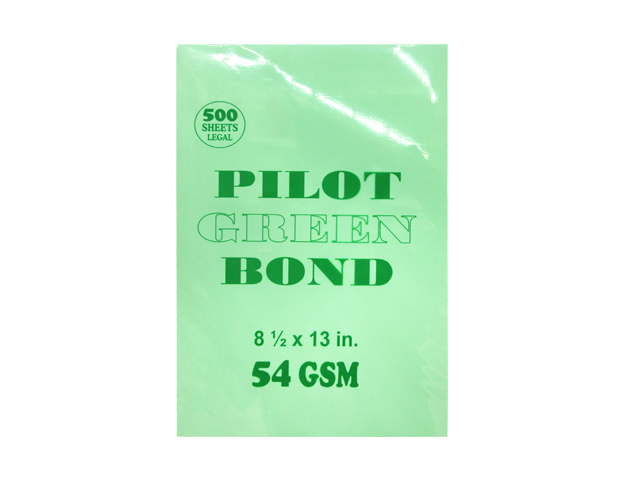 500
SHEETS
LEGAL
PILOT
GREEN
BOND
8 ½ x 13 in.
54 GSM